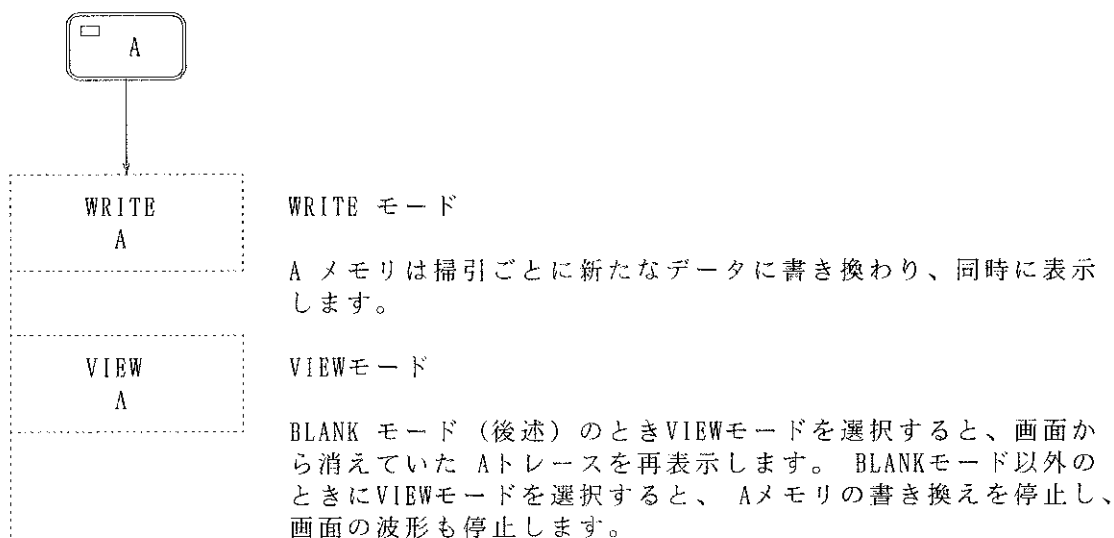 A
WRITE
A
WRITE モード
A メモリは掃引ごとに新たなデータに書き換わり、同時に表示
します。
VIEW
A
VIEWモード
BLANK モード (後述) のときVIEWモードを選択すると、画面か
ら消えていた Aトレースを再表示します。 BLANKモード以外の
ときにVIEWモードを選択すると、 Aメモリの書き換えを停止し、
画面の波形も停止します。